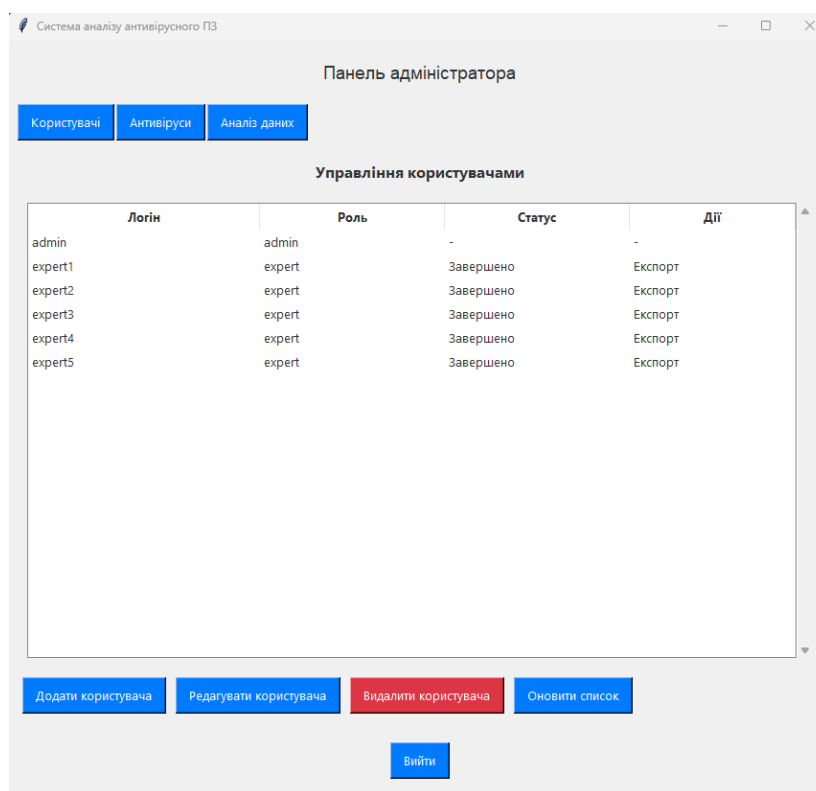 Система аналізу антивірусного ПЗ
Панель адміністратора
Користувачі Антивіруси Аналіз даних
Управління користувачами
Логін Роль Статус Дії
admin admin - -
expert1 expert Завершено Експорт
expert2 expert Завершено Експорт
expert3 expert Завершено Експорт
expert4 expert Завершено Експорт
expert5 expert Завершено Експорт
Додати користувача Редагувати користувача Видалити користувача Оновити список
Вийти